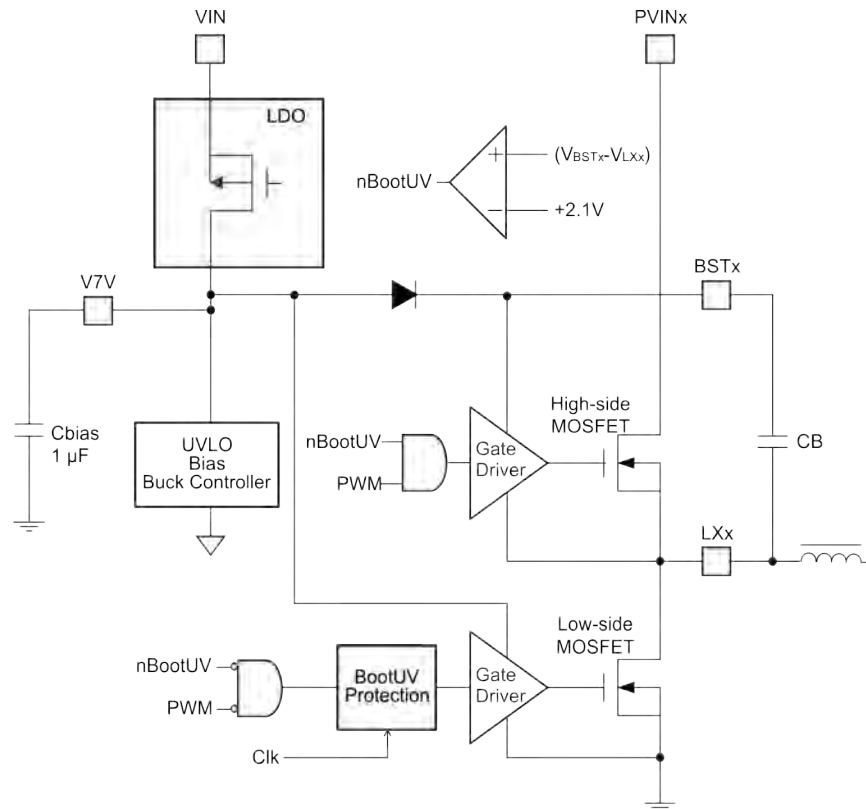 VIN
PVINx
LDO
(VBSTx-VLXx)
nBootUV
+2.1V
V7V
BSTx
Cbias
1 µF
UVLO
Bias
Buck Controller
nBootUV
PWM
Gate
Driver
High-side
MOSFET
CB
LXx
nBootUV
PWM
BootUV
Protection
Clk
Gate
Driver
Low-side
MOSFET